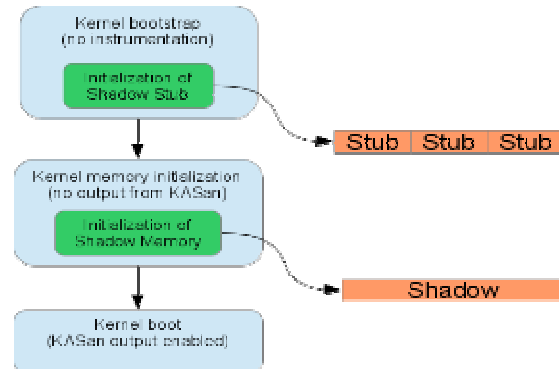 Kernel bootstrap
(no instrumentation)
Initialization of
Shadow Stub
Stub Stub Stub
Kernel memory initialization
(no output from KASan)
Initialization of
Shadow Memory
Shadow
Kernel boot
(KASan output enabled)